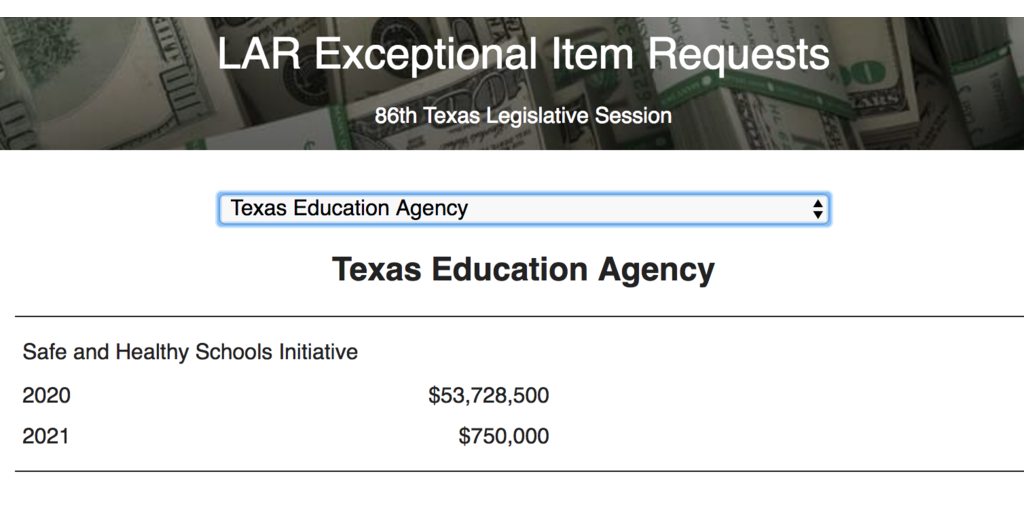 LAR Exceptional Item Requests
86th Texas Legislative Session
Texas Education Agency
Texas Education Agency
Safe and Healthy Schools Initiative
2020 $53,728,500
2021 $750,000